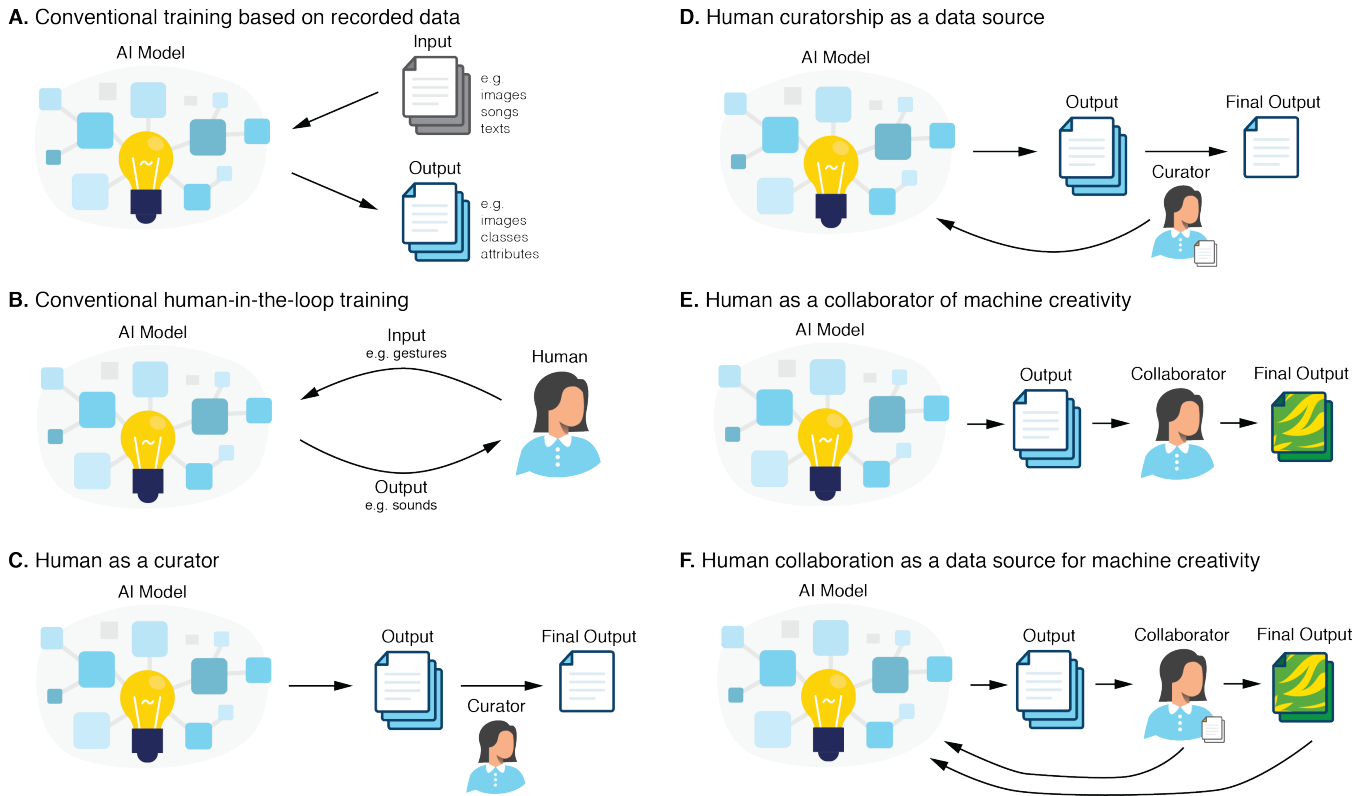 A. Conventional training based on recorded data
AI Model
Input
e.g.
images
songs
texts
Output
e.g.
images
classes
attributes
B. Conventional human-in-the-loop training
AI Model
Input
e.g. gestures
Human
Output
e.g. sounds
C. Human as a curator
AI Model
Output
Final Output
Curator
D. Human curatorship as a data source
AI Model
Output
Final Output
Curator
E. Human as a collaborator of machine creativity
AI Model
Output
Collaborator
Final Output
F. Human collaboration as a data source for machine creativity
AI Model
Output
Collaborator
Final Output